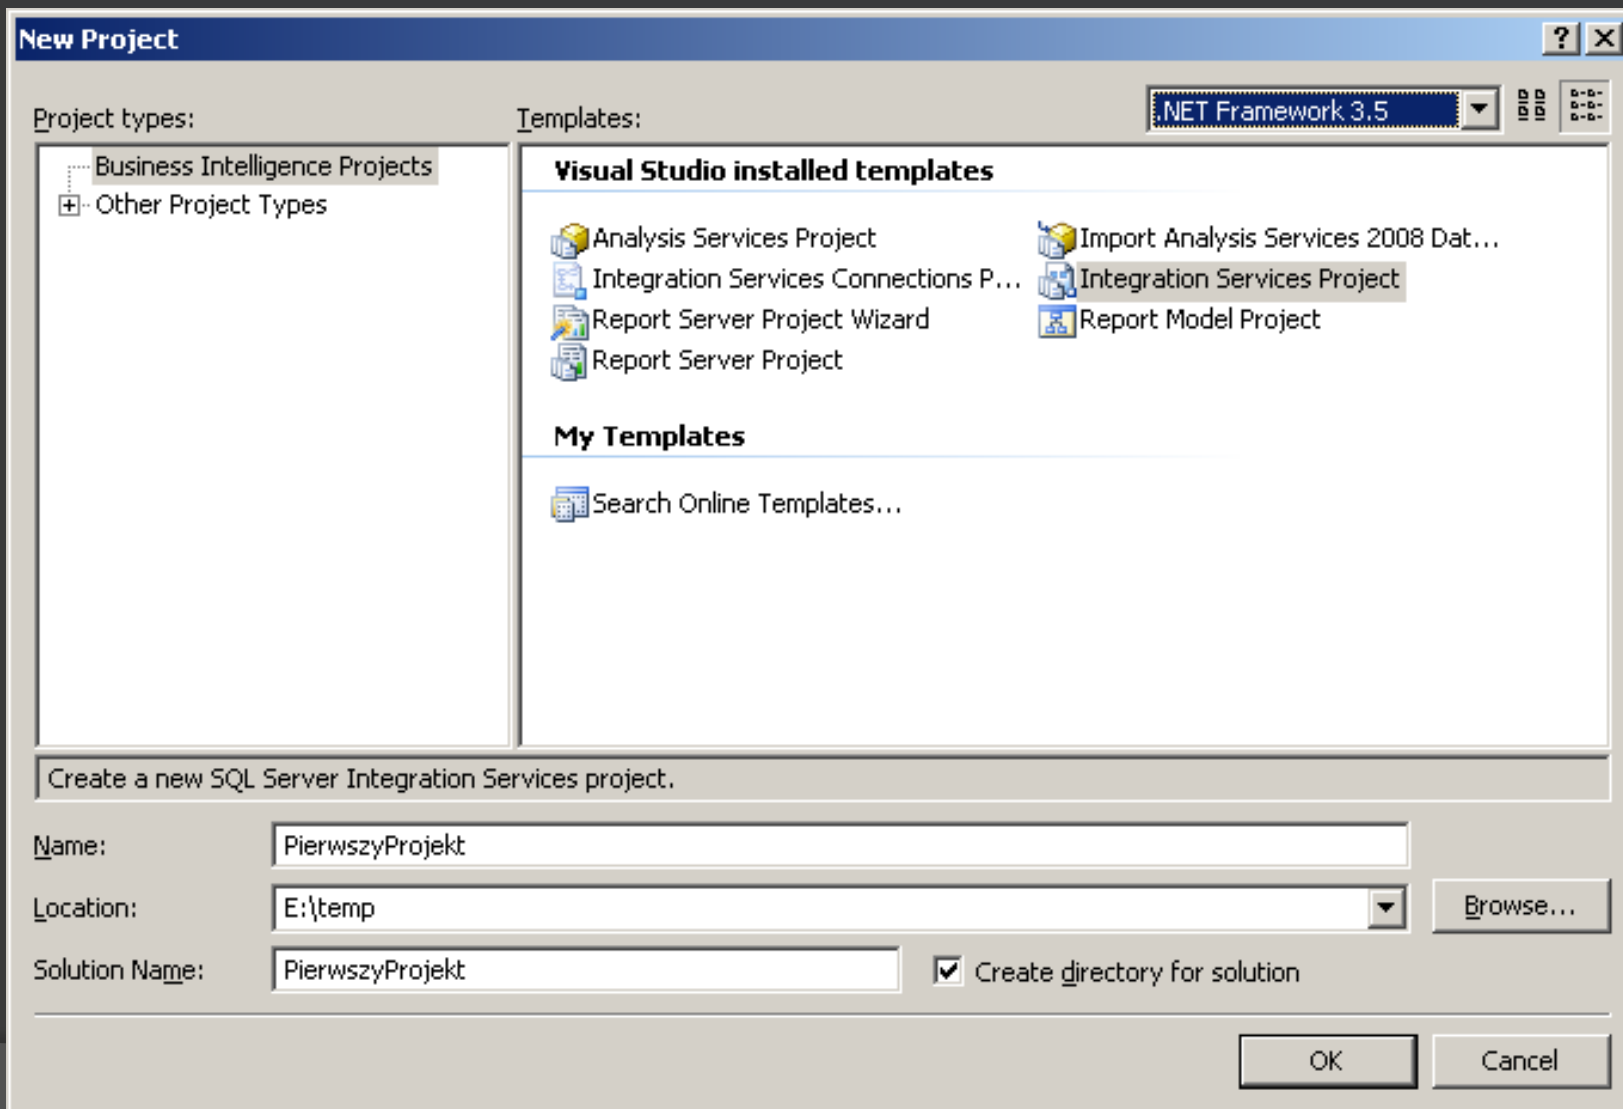 New Project
Project types:
Templates:
.NET Framework 3.5
Business Intelligence Projects
Other Project Types
Visual Studio installed templates
Analysis Services Project
Import Analysis Services 2008 Dat...
Integration Services Connections P...
Integration Services Project
Report Server Project Wizard
Report Model Project
Report Server Project
My Templates
Search Online Templates...
Create a new SQL Server Integration Services project.
Name:
PierwszyProjekt
Location:
E:\temp
Browse...
Solution Name:
PierwszyProjekt
Create directory for solution
OK
Cancel